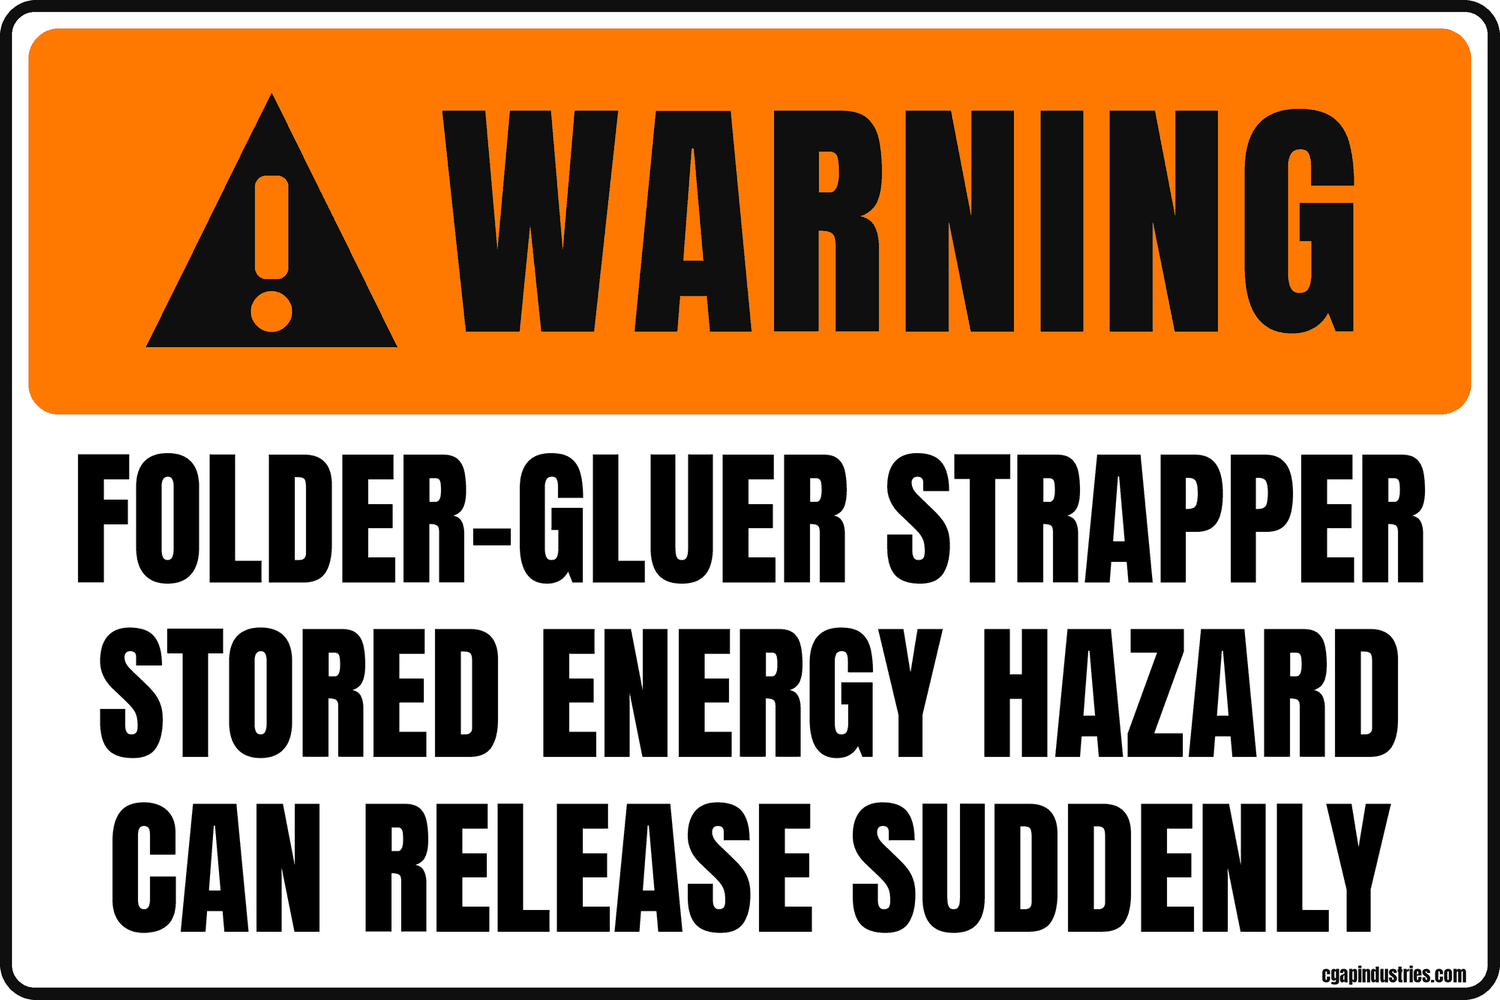 WARNING
FOLDER-GLUER STRAPPER
STORED ENERGY HAZARD
CAN RELEASE SUDDENLY
cgapindustries.com